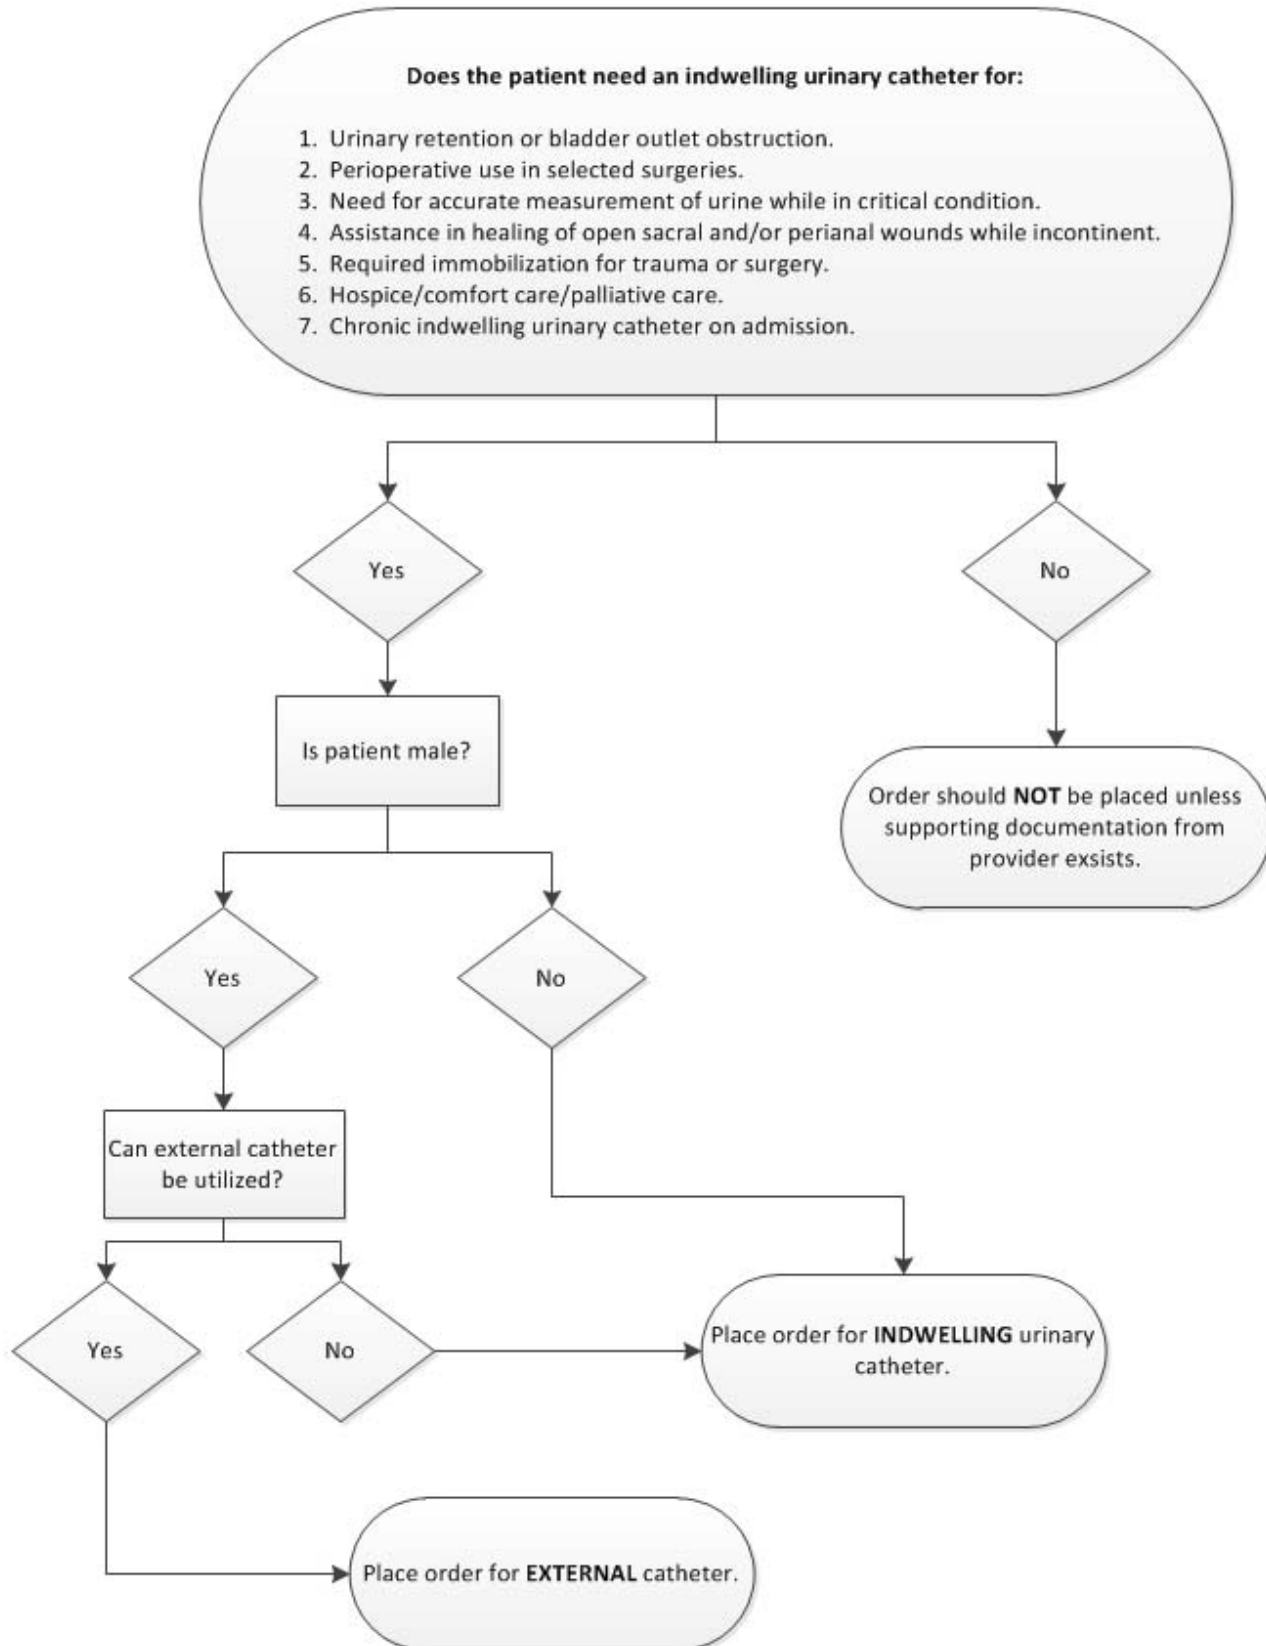 Does the patient need an indwelling urinary catheter for:
1. Urinary retention or bladder outlet obstruction.
2. Perioperative use in selected surgeries.
3. Need for accurate measurement of urine while in critical condition.
4. Assistance in healing of open sacral and/or perianal wounds while incontinent.
5. Required immobilization for trauma or surgery.
6. Hospice/comfort care/palliative care.
7. Chronic indwelling urinary catheter on admission.
Yes
No
Is patient male?
Order should NOT be placed unless
supporting documentation from
provider exsists.
Yes
No
Can external catheter
be utilized?
Yes
No
Place order for INDWELLING urinary
catheter.
Place order for EXTERNAL catheter.